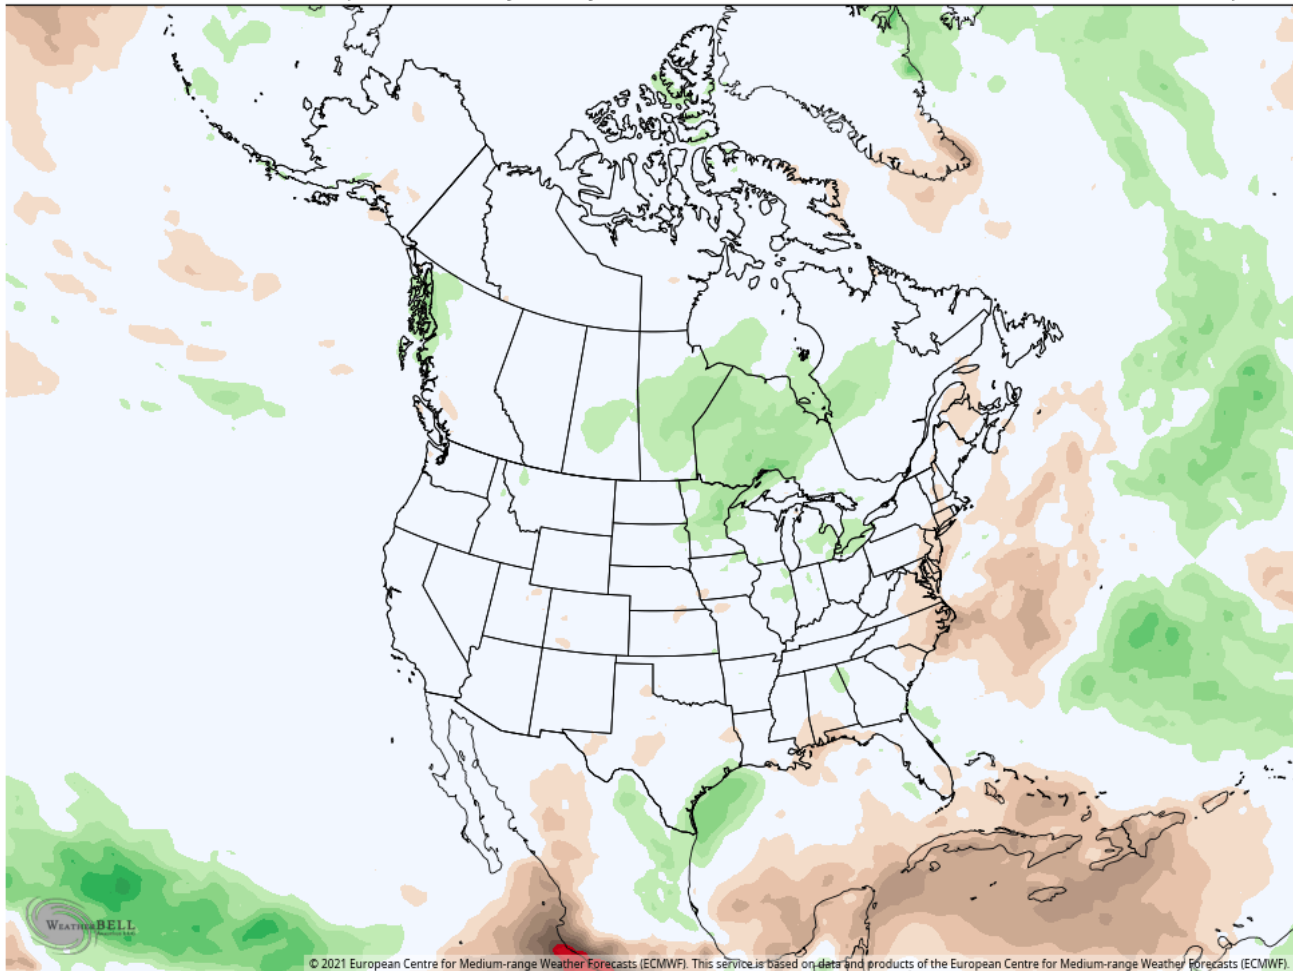 WEATHERBELL
© 2021 European Centre for Medium-range Weather Forecasts (ECMWF). This service is based on data and products of the European Centre for Medium-range Weather Forecasts (ECMWF).